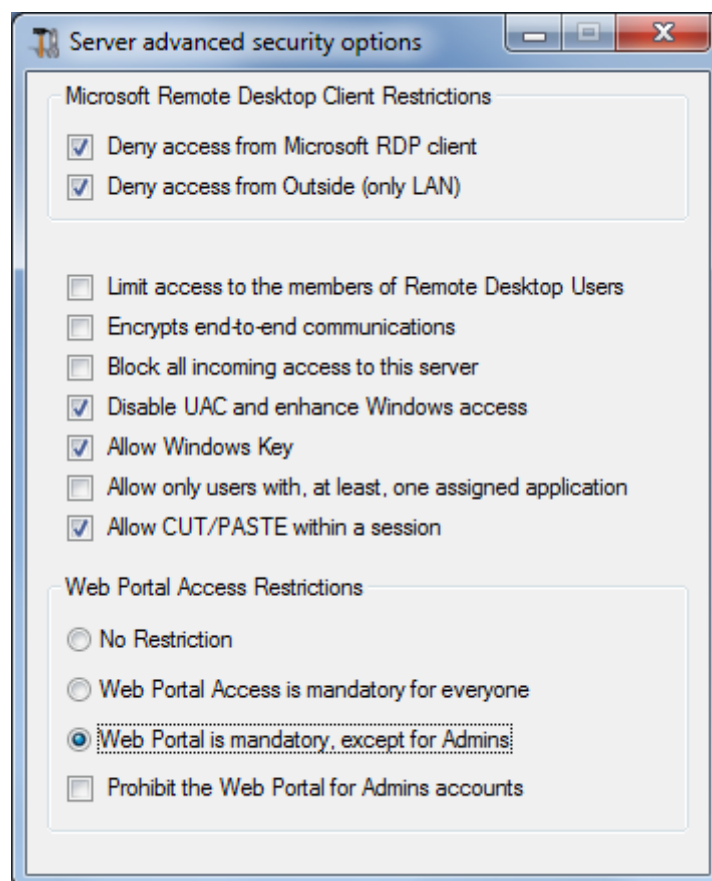 Server advanced security options
Microsoft Remote Desktop Client Restrictions
Deny access from Microsoft RDP client
Deny access from Outside (only LAN)
Limit access to the members of Remote Desktop Users
Encrypts end-to-end communications
Block all incoming access to this server
Disable UAC and enhance Windows access
Allow Windows Key
Allow only users with, at least, one assigned application
Allow CUT/PASTE within a session
Web Portal Access Restrictions
No Restriction
Web Portal Access is mandatory for everyone
Web Portal is mandatory, except for Admins
Prohibit the Web Portal for Admins accounts